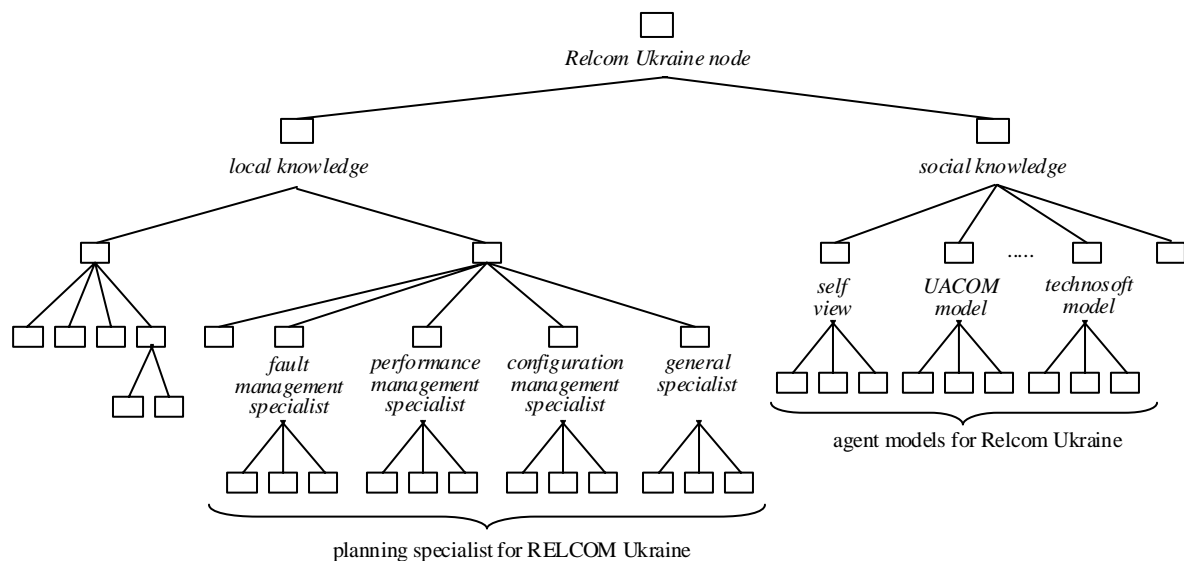 Relcom Ukraine node
local knowledge
social knowledge
.....
self
view
UACOM
model
technosoft
model
fault
management
specialist
performance
management
specialist
configuration
management
specialist
general
specialist
agent models for Relcom Ukraine
planning specialist for RELCOM Ukraine